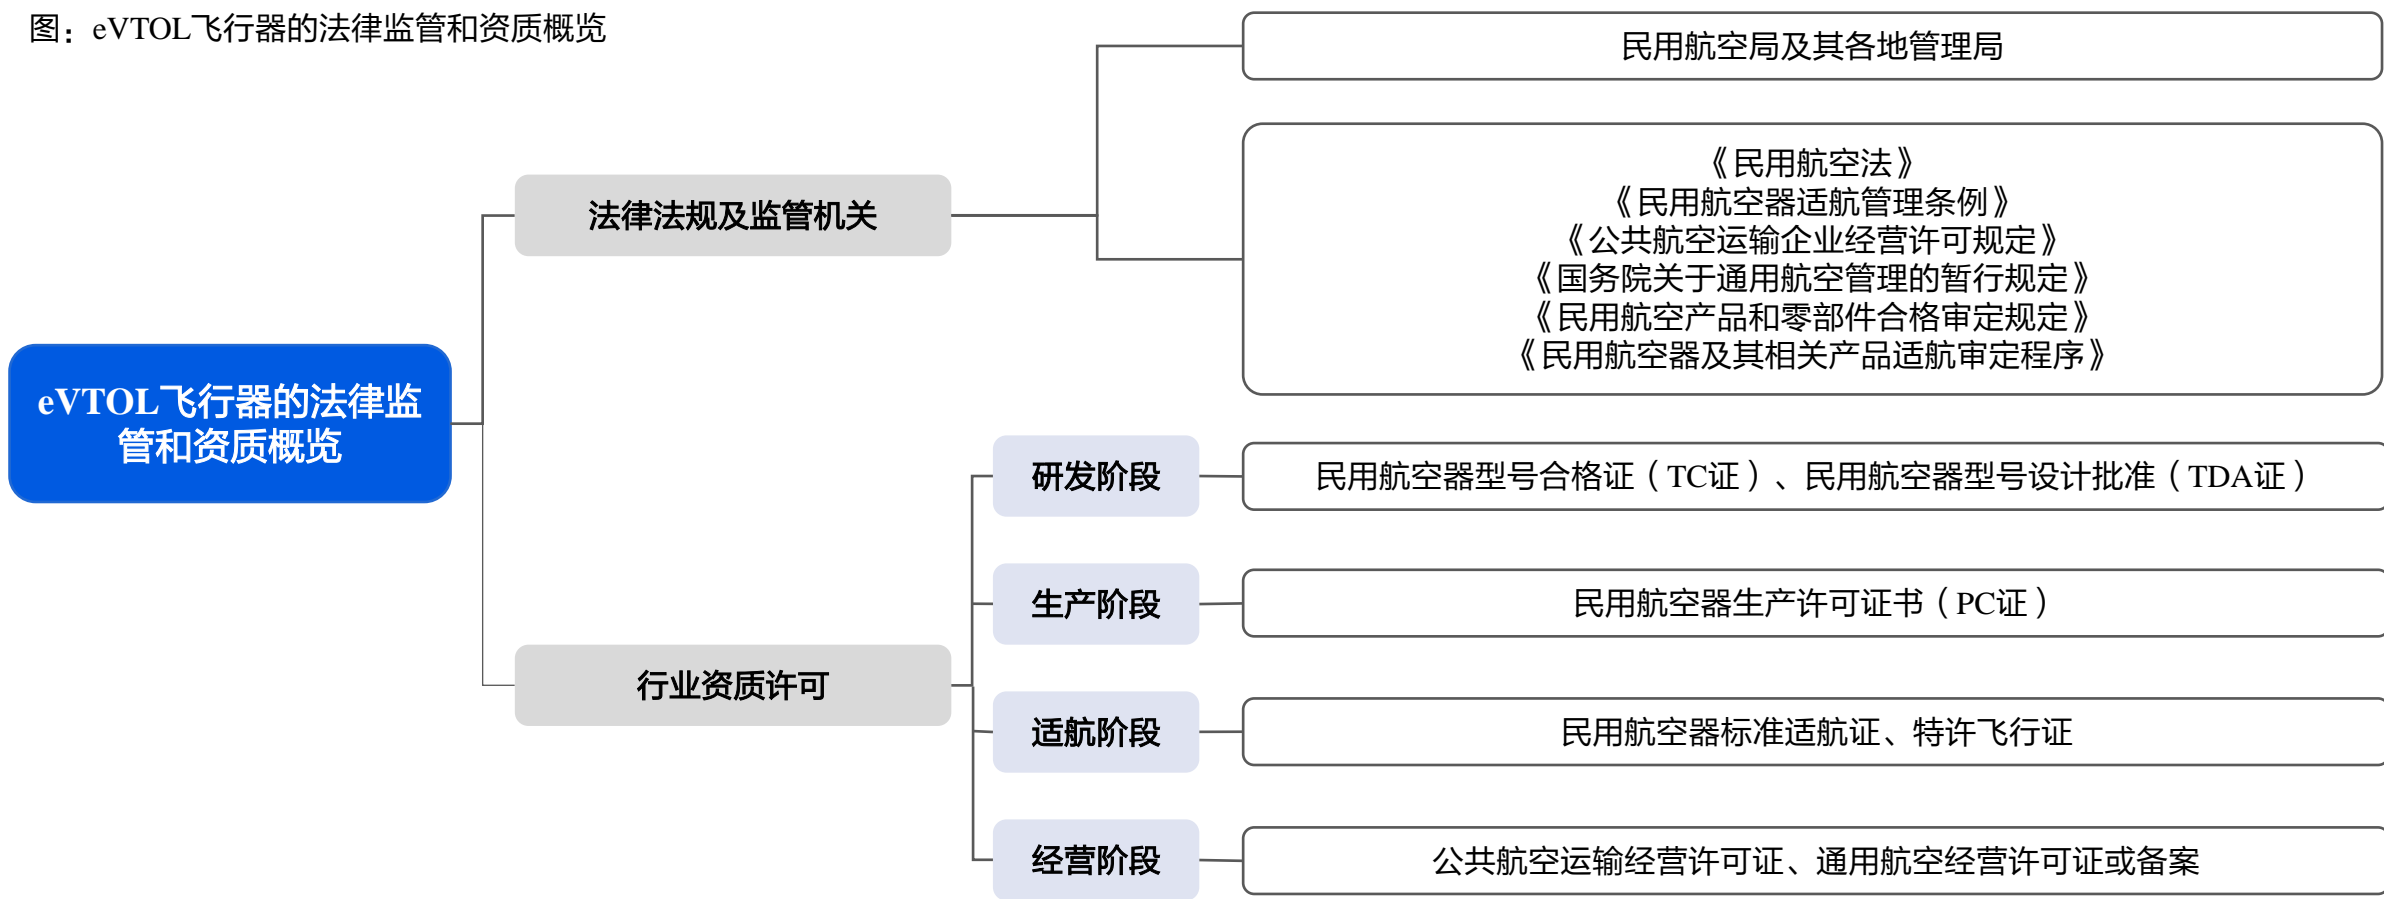 图：eVTOL飞行器的法律监管和资质概览
民用航空局及其各地管理局
《民用航空法》
《民用航空器适航管理条例》
《公共航空运输企业经营许可规定》
《国务院关于通用航空管理的暂行规定》
《民用航空产品和零部件合格审定规定》
《民用航空器及其相关产品适航审定程序》
法律法规及监管机关
eVTOL飞行器的法律监
管和资质概览
研发阶段
民用航空器型号合格证（TC证）、民用航空器型号设计批准（TDA证）
生产阶段
民用航空器生产许可证书（PC证）
行业资质许可
适航阶段
民用航空器标准适航证、特许飞行证
经营阶段
公共航空运输经营许可证、通用航空经营许可证或备案